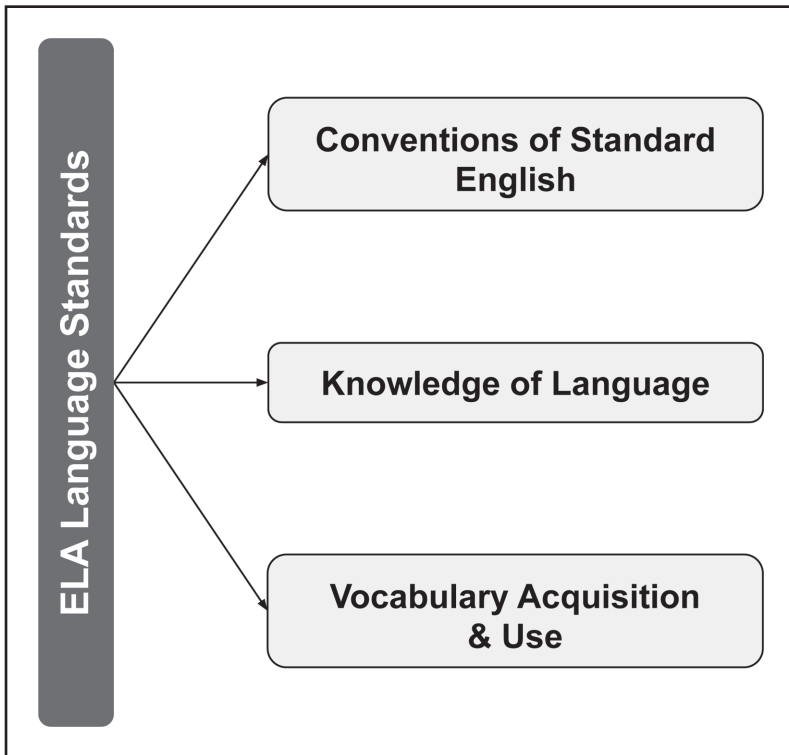 ELA Language Standards
Conventions of Standard
English
Knowledge of Language
Vocabulary Acquisition
& Use